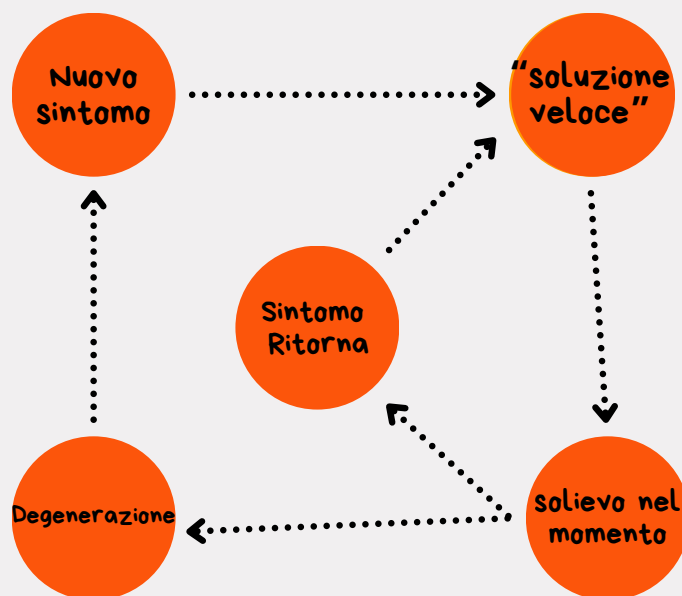 Nuovo
sintomo
“soluzione
veloce”
Sintomo
Ritorna
Degenerazione
solievo nel
momento